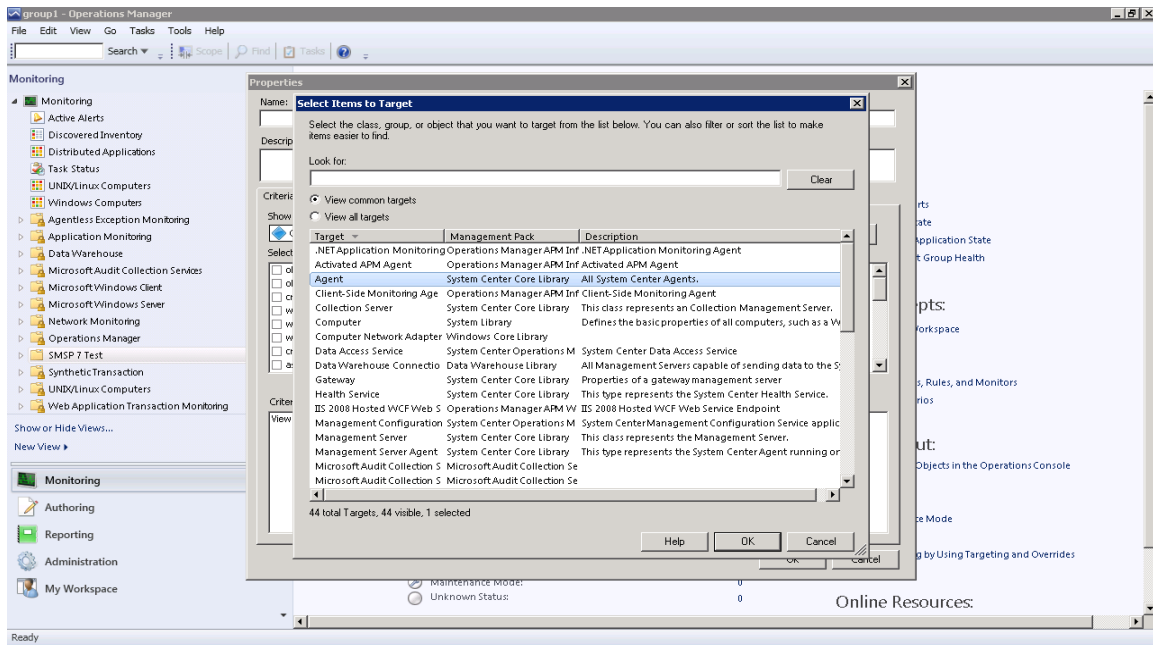 group1 - Operations Manager
File Edit View Go Tasks Tools Help
Search Scope Find Tasks
Monitoring
Monitoring
Active Alerts
Discovered Inventory
Distributed Applications
Task Status
UNIX/Linux Computers
Windows Computers
Agentless Exception Monitoring
Application Monitoring
Data Warehouse
Microsoft Audit Collection Services
Microsoft Windows Client
Microsoft Windows Server
Network Monitoring
Operations Manager
SMSP 7 Test
Synthetic Transaction
UNIX/Linux Computers
Web Application Transaction Monitoring
Show or Hide Views...
New View
Monitoring
Authoring
Reporting
Administration
My Workspace
Ready
Properties
Name:
Descrip
Criteria
Show
Select
Criter
View
Select Items to Target
Select the class, group, or object that you want to target from the list below. You can also filter or sort the list to make
items easier to find.
Look for:
Clear
View common targets
View all targets
Target Management Pack Description
.NET Application Monitoring Operations Manager APM Inf .NET Application Monitoring Agent
Activated APM Agent Operations Manager APM Inf Activated APM Agent
Agent System Center Core Library All System Center Agents.
Client-Side Monitoring Age Operations Manager APM Inf Client-Side Monitoring Agent
Collection Server System Center Core Library This class represents an Collection Management Server.
Computer System Library Defines the basic properties of all computers, such as a W
Computer Network Adapter Windows Core Library
Data Access Service System Center Operations M System Center Data Access Service
Data Warehouse Connectio Data Warehouse Library All Management Servers capable of sending data to the S
Gateway System Center Core Library Properties of a gateway management server
Health Service System Center Core Library This type represents the System Center Health Service.
IIS 2008 Hosted WCF Web S Operations Manager APM W IIS 2008 Hosted WCF Web Service Endpoint
Management Configuration System Center Operations M System Center Management Configuration Service applic
Management Server System Center Core Library This class represents the Management Server.
Management Server Agent System Center Core Library This type represents the System Center Agent running or
Microsoft Audit Collection S Microsoft Audit Collection Se
Microsoft Audit Collection S Microsoft Audit Collection Se
44 total Targets, 44 visible, 1 selected
Help OK Cancel
OK Cancel
Maintenance Mode: 0
Unknown Status: 0
rts
ate
Application State
t Group Health
pts:
orkspace
s, Rules, and Monitors
rios
ut:
Objects in the Operations Console
ce Mode
g by Using Targeting and Overrides
Online Resources: